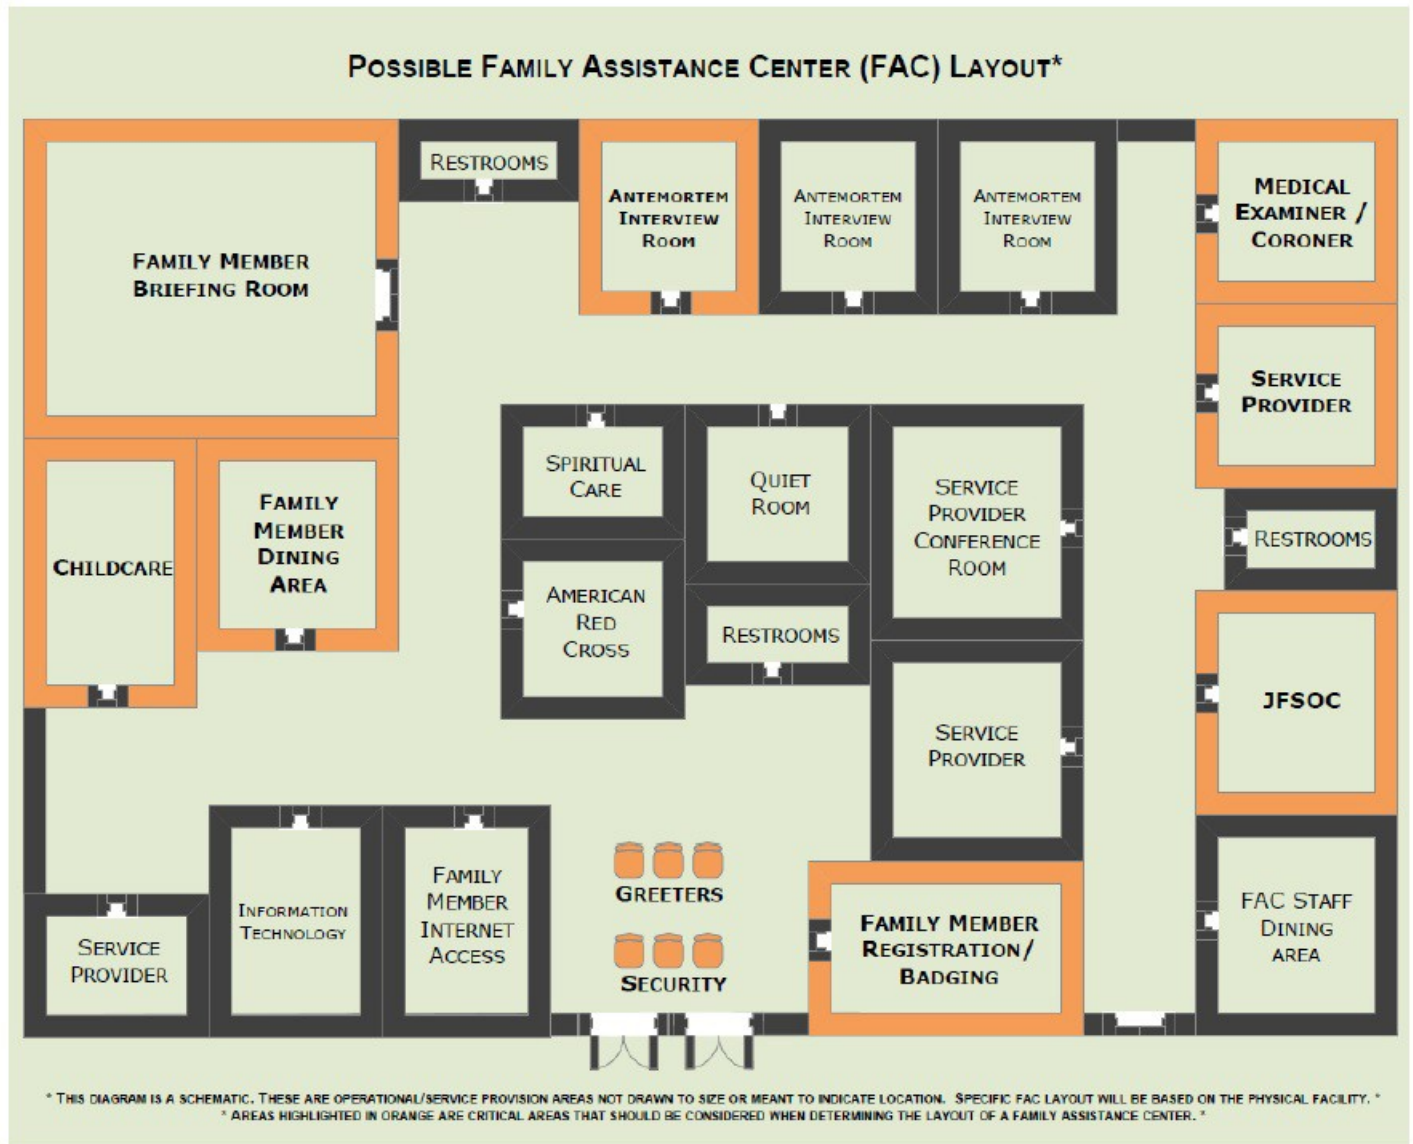 POSSIBLE FAMILY ASSISTANCE CENTER (FAC) LAYOUT*
RESTROOMS
FAMILY MEMBER
BRIEFING ROOM
ANTEMORTEM
INTERVIEW
ROOM
ANTEMORTEM
INTERVIEW
ROOM
ANTEMORTEM
INTERVIEW
ROOM
MEDICAL
EXAMINER /
CORONER
SERVICE
PROVIDER
CHILDCARE
FAMILY
MEMBER
DINING
AREA
SPIRITUAL
CARE
QUIET
ROOM
SERVICE
PROVIDER
CONFERENCE
ROOM
RESTROOMS
AMERICAN
RED
CROSS
RESTROOMS
JFSOC
SERVICE
PROVIDER
SERVICE
PROVIDER
INFORMATION
TECHNOLOGY
FAMILY
MEMBER
INTERNET
ACCESS
GREETERS
SECURITY
FAMILY MEMBER
REGISTRATION/
BADGING
FAC STAFF
DINING
AREA
* THIS DIAGRAM IS A SCHEMATIC. THESE ARE OPERATIONAL/SERVICE PROVISION AREAS NOT DRAWN TO SIZE OR MEANT TO INDICATE LOCATION. SPECIFIC FAC LAYOUT WILL BE BASED ON THE PHYSICAL FACILITY. *
* AREAS HIGHLIGHTED IN ORANGE ARE CRITICAL AREAS THAT SHOULD BE CONSIDERED WHEN DETERMINING THE LAYOUT OF A FAMILY ASSISTANCE CENTER. *